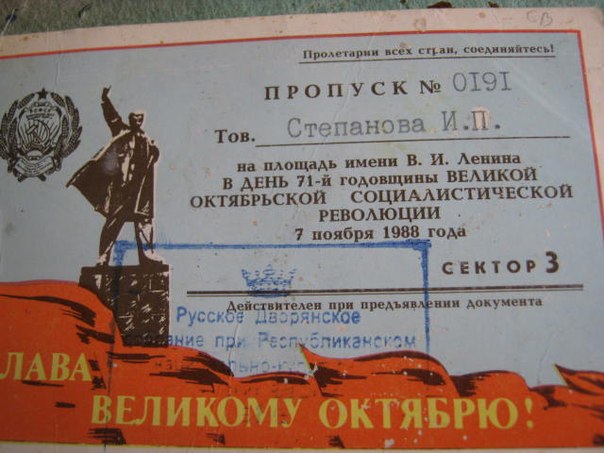 Пролетарии всех стран, соединяйтесь!
ПРОПУСК № 0191
Тов. Степанова И.П.
на площадь имени В. И. Ленина
В ДЕНЬ 71-й годовщины ВЕЛИКОЙ
ОКТЯБРЬСКОЙ СОЦИАЛИСТИЧЕСКОЙ
РЕВОЛЮЦИИ
7 ноября 1988 года
СЕКТОР 3
Действителен при предъявлении документа
Русское Дворянское
при Республиканском
ЛАВА
ВЕЛИКОМУ ОКТЯБРЮ!